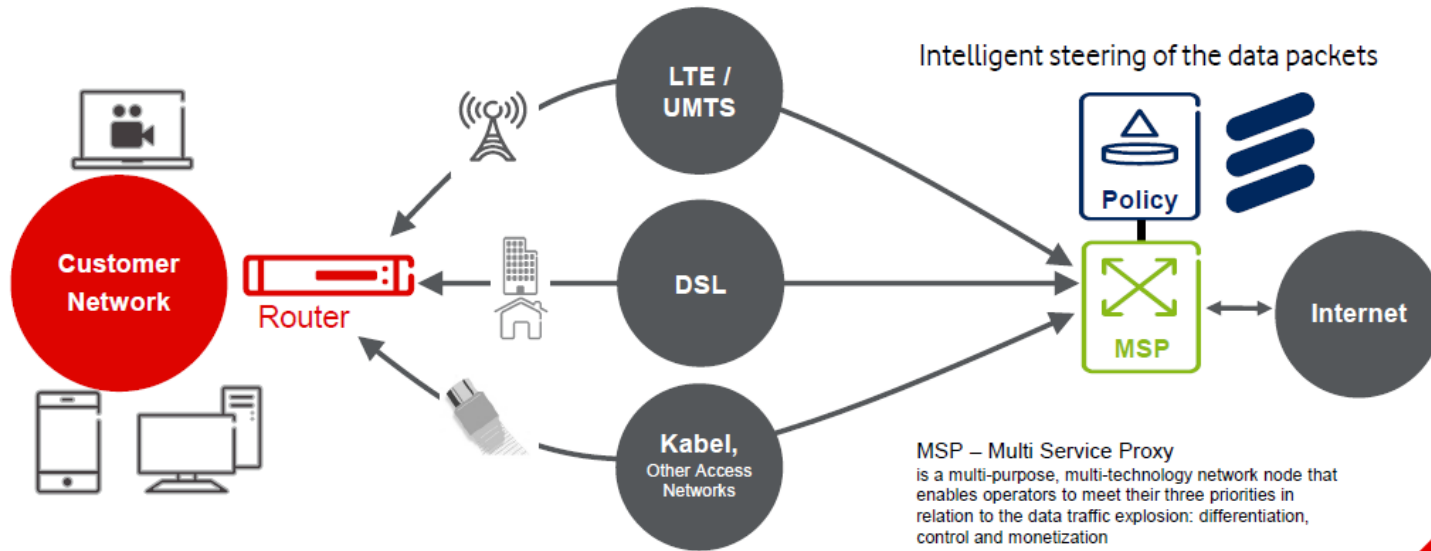 Intelligent steering of the data packets
LTE /
UMTS
Policy
Customer
Network
Router
DSL
MSP
Internet
Kabel,
Other Access
Networks
MSP – Multi Service Proxy
is a multi-purpose, multi-technology network node that
enables operators to meet their three priorities in
relation to the data traffic explosion: differentiation,
control and monetization